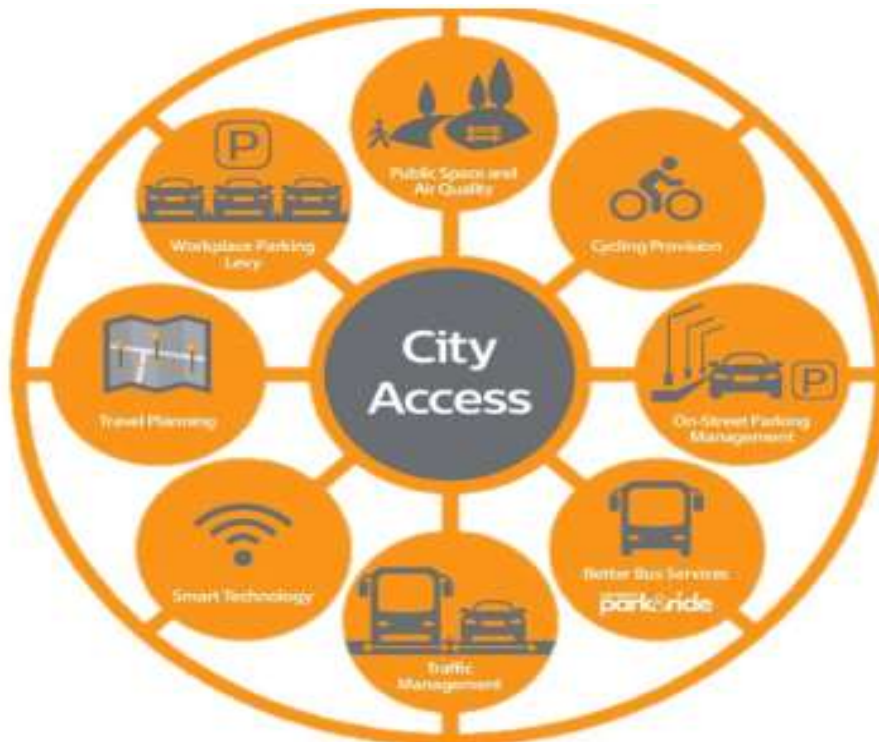 Public Space and
Air Quality
P
Workplace Parking
Levy
Cycling Provision
City
Access
Travel Planning
P
On-Street Parking
Management
Smart Technology
Better Bus Services
park&ride
Traffic
Management